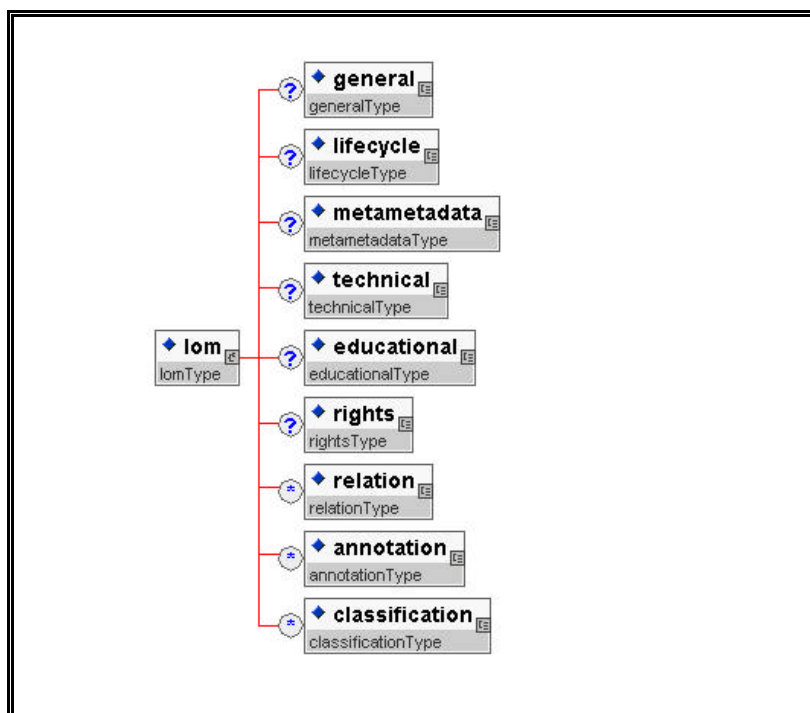 ?
general
generalType
?
lifecycle
lifecycleType
?
metametadata
metametadataType
?
technical
technicalType
lom
lomType
?
educational
educationalType
?
rights
rightsType
*
relation
relationType
*
annotation
annotationType
*
classification
classificationType